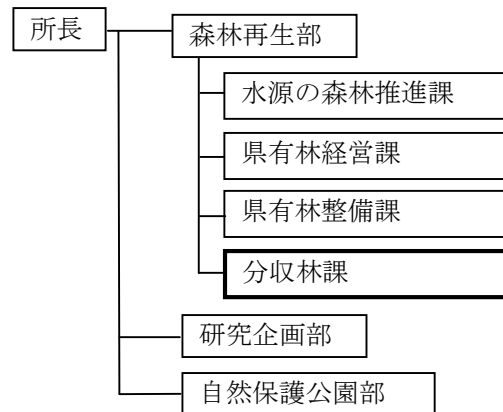 所長
森林再生部
水源の森林推進課
県有林経営課
県有林整備課
分収林課
研究企画部
自然保護公園部